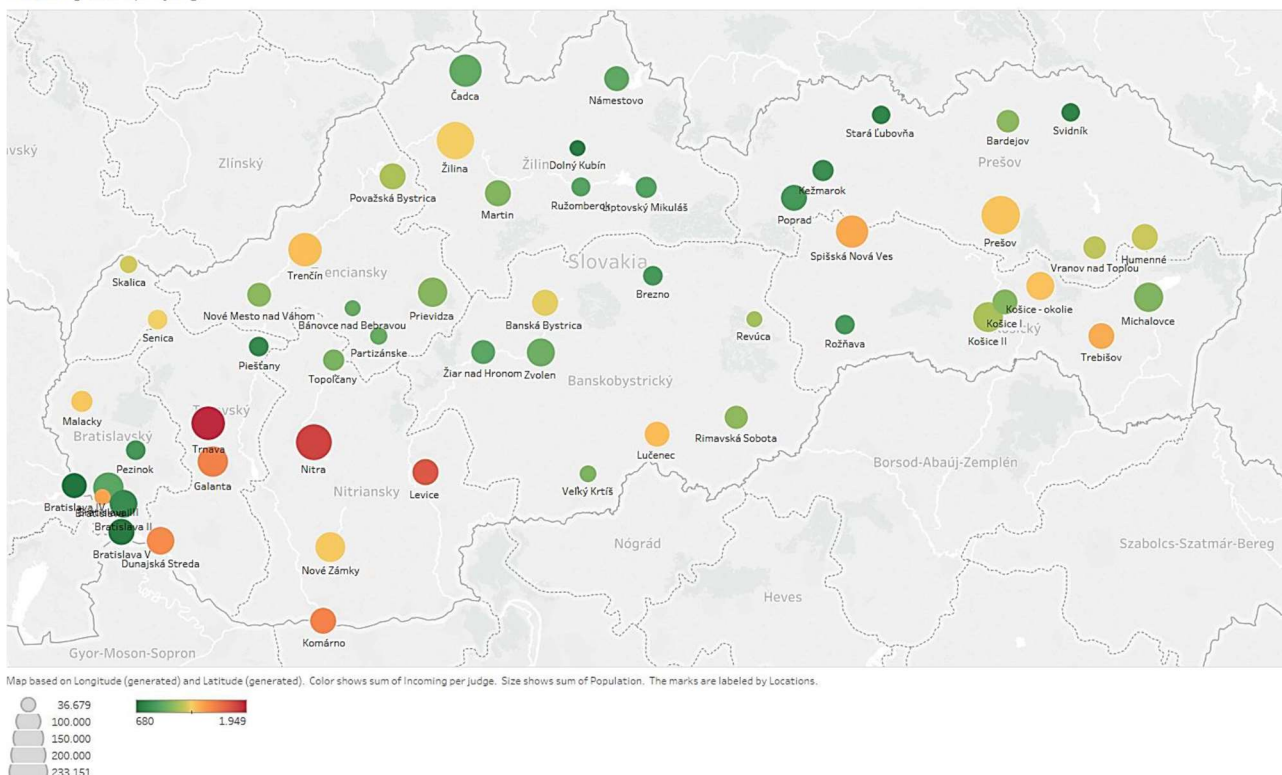 Čadca
Námestovo
Stará Ľubovňa
Bardejov
Svidník
Zlínský
Žilina
Dolný Kubín
Kežmarok
Prešov
Považská Bystrica
Martin
Ružomberok
Liptovský Mikuláš
Poprad
Spišská Nová Ves
Prešov
Vranov nad Topľou
Humenné
Trenčín
Slovakia
Skalica
Nové Mesto nad Váhom
Bánovce nad Bebravou
Prievidza
Brezno
Banská Bystrica
Revúca
Rožňava
Košice - okolie
Košice I
Košice II
Michalovce
Trebišov
Senica
Piešťany
Partizánske
Topoľčany
Žiar nad Hronom
Zvolen
Banskobystrický
Malacky
Bratislavský
Trnava
Nitra
Rimavská Sobota
Lučenec
Pezinok
Galanta
Nitriansky
Levice
Veľký Krtíš
Borsod-Abaúj-Zemplén
Bratislava II
Bratislava V
Dunajská Streda
Nové Zámky
Nógrád
Szabolcs-Szatmár-Bereg
Heves
Komárno
Gyor-Moson-Sopron
Map based on Longitude (generated) and Latitude (generated). Color shows sum of Incoming per judge. Size shows sum of Population. The marks are labeled by Locations.
36.679
100.000
150.000
200.000
233.151
680 1.949